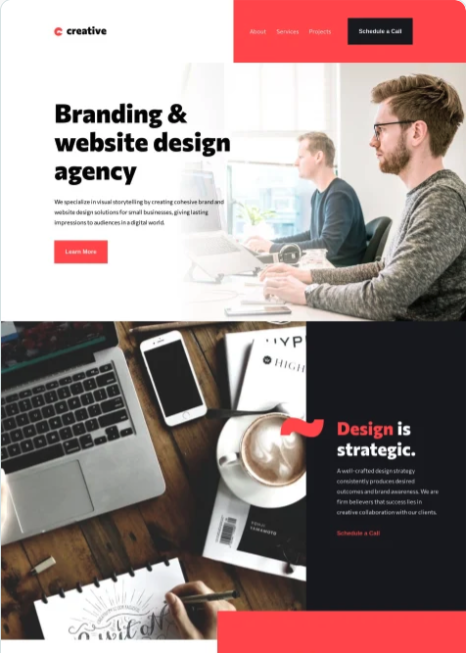 creative
About Services Projects
Schedule a Call
Branding &
website design
agency
We specialize in visual storytelling by creating cohesive brand and
website design solutions for small businesses, giving lasting
impressions to audiences in a digital world.
Learn More
HYP
HIGH
Design is
strategic.
A well-crafted design strategy
consistently produces desired
outcomes and brand awareness. We are
firm believers that success lies in
creative collaboration with our clients.
Schedule a Call